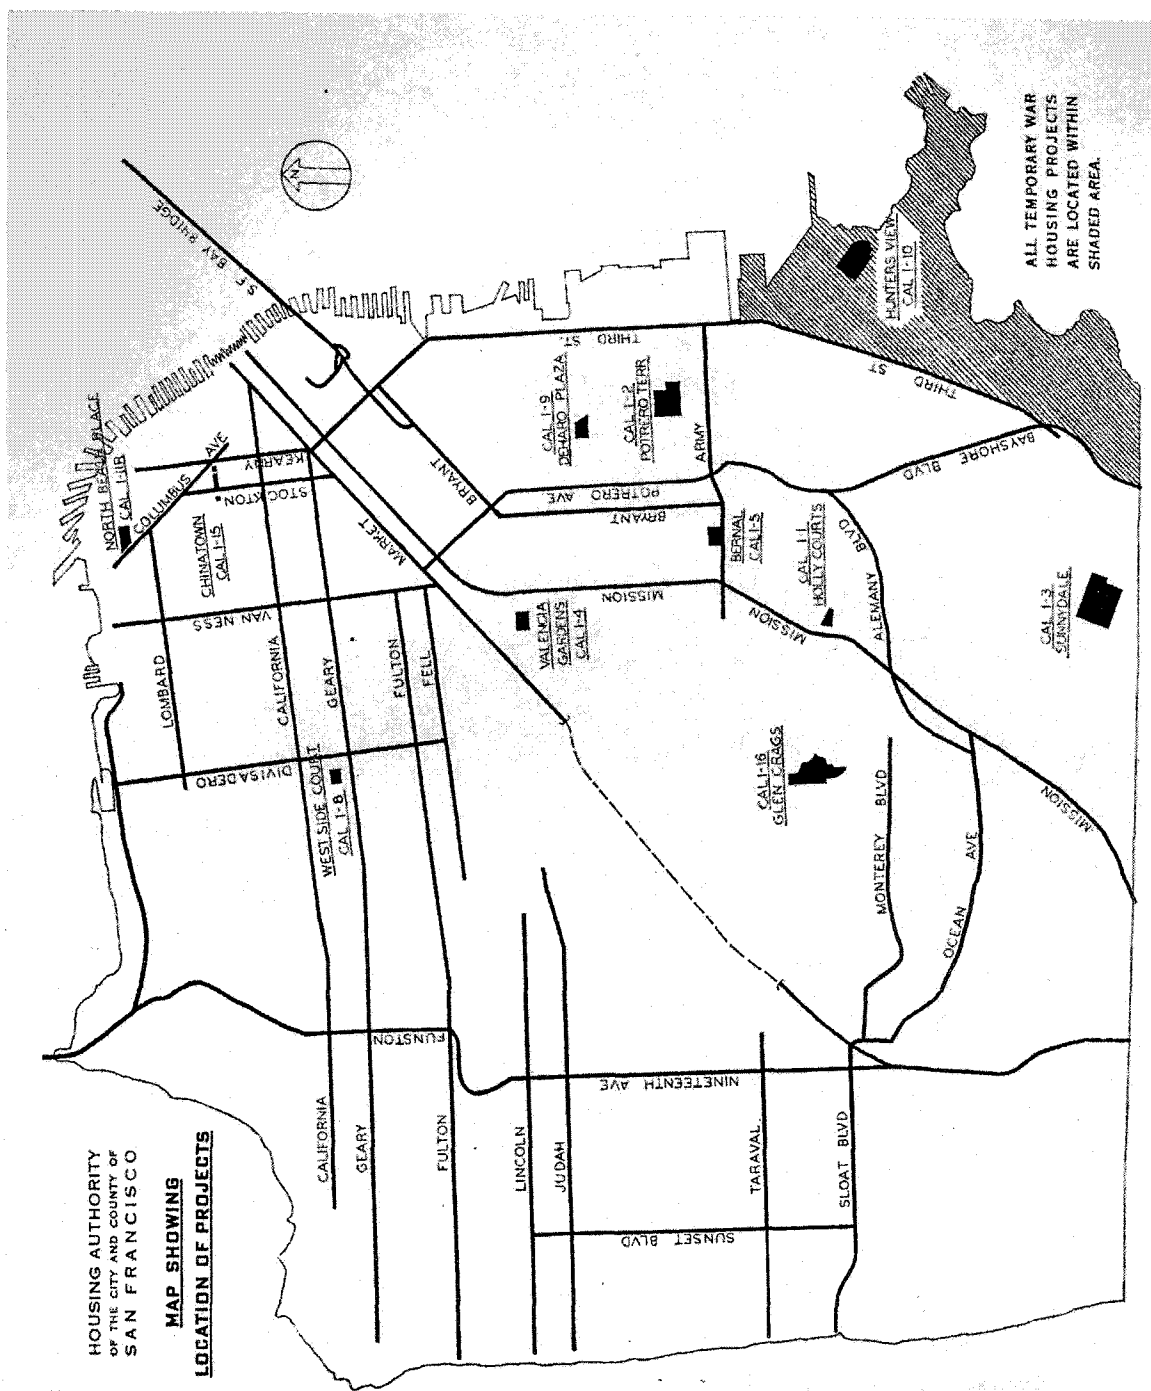 HOUSING AUTHORITY
OF THE CITY AND COUNTY OF
SAN FRANCISCO
MAP SHOWING
LOCATION OF PROJECTS
ALL TEMPORARY WAR
HOUSING PROJECTS
ARE LOCATED WITHIN
SHADED AREA.
N
S.F. BAY BRIDGE
NORTH BEACH PLACE
CAL 1-11R
COLUMBUS AVE
KEARNY
STOCKTON
CHINATOWN
CAL 1-15
VAN NESS
LOMBARD
CALIFORNIA
GEARY
FULTON
FELL
MARKET
BRYANT
DIVISADERO
WEST SIDE COURT
CAL 1-8
THIRD ST.
CAL 1-9
DEHARO PLAZA
CAL 1-2
POTRERO TERR
ARMY
POTRERO AVE
BRYANT
BERNAL
CAL 1-5
MISSION
VALENCIA
GARDENS
CAL 1-4
HUNTERS VIEW
CAL 1-10
THIRD ST
BAYSHORE BLVD
CAL 1-1
HOLLY COURTS
ALEMANY BLVD
MISSION
CAL 1-3
SUNNYDALE
CAL 1-16
GLEN CRAGS
MONTEREY BLVD
OCEAN AVE
MISSION
FUNSTON
NINETEENTH AVE
CALIFORNIA
GEARY
FULTON
LINCOLN
JUDAH
TARAVAL
SLOAT BLVD
SUNSET BLVD